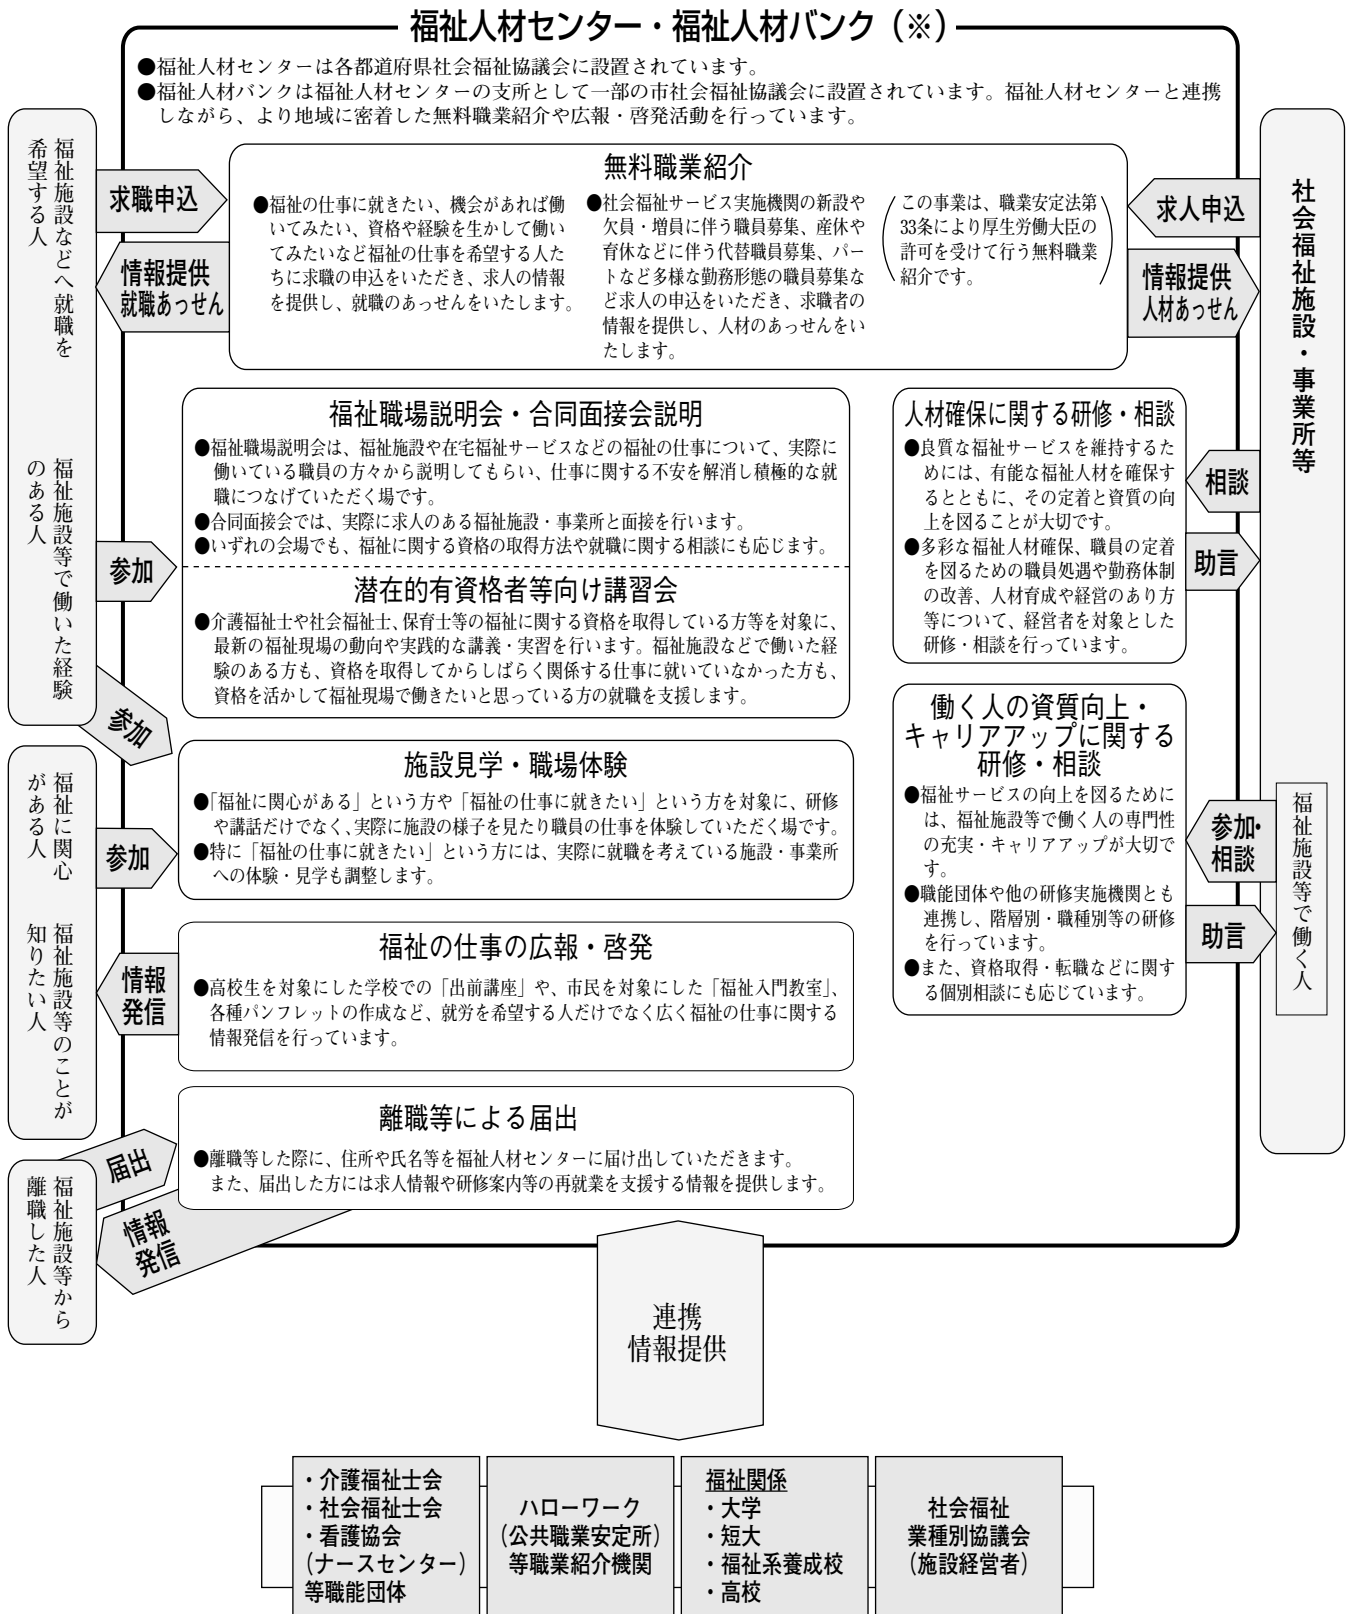 福祉人材センター・福祉人材バンク（※）
●福祉人材センターは各都道府県社会福祉協議会に設置されています。
●福祉人材バンクは福祉人材センターの支所として一部の市社会福祉協議会に設置されています。福祉人材センターと連携
しながら、より地域に密着した無料職業紹介や広報・啓発活動を行っています。
福祉施設などへ就職を
希望する人
福祉施設等で働いた経験
のある人
求職申込
情報提供
就職あっせん
無料職業紹介
●福祉の仕事に就きたい、機会があれば働
いてみたい、資格や経験を生かして働い
てみたいなど福祉の仕事を希望する人た
ちに求職の申込をいただき、求人の情報
を提供し、就職のあっせんをいたします。
●社会福祉サービス実施機関の新設や
欠員・増員に伴う職員募集、産休や
育休などに伴う代替職員募集、パー
トなど多様な勤務形態の職員募集な
ど求人の申込をいただき、求職者の
情報を提供し、人材のあっせんをい
たします。
（この事業は、職業安定法第
33条により厚生労働大臣の
許可を受けて行う無料職業
紹介です。）
求人申込
情報提供
人材あっせん
社会福祉施設・事業所等
参加
福祉職場説明会・合同面接会説明
●福祉職場説明会は、福祉施設や在宅福祉サービスなどの福祉の仕事について、実際に
働いている職員の方々から説明してもらい、仕事に関する不安を解消し積極的な就
職につなげていただく場です。
●合同面接会では、実際に求人のある福祉施設・事業所と面接を行います。
●いずれの会場でも、福祉に関する資格の取得方法や就職に関する相談にも応じます。
潜在的有資格者等向け講習会
●介護福祉士や社会福祉士、保育士等の福祉に関する資格を取得している方等を対象に、
最新の福祉現場の動向や実践的な講義・実習を行います。福祉施設などで働いた経
験のある方も、資格を取得してからしばらく関係する仕事に就いていなかった方も、
資格を活かして福祉現場で働きたいと思っている方の就職を支援します。
人材確保に関する研修・相談
●良質な福祉サービスを維持するた
めには、有能な福祉人材を確保す
るとともに、その定着と資質の向
上を図ることが大切です。
●多彩な福祉人材確保、職員の定着
を図るための職員処遇や勤務体制
の改善、人材育成や経営のあり方
等について、経営者を対象とした
研修・相談を行っています。
相談
助言
参加
福祉に関心
がある人
福祉施設等のことが
知りたい人
参加
施設見学・職場体験
●「福祉に関心がある」という方や「福祉の仕事に就きたい」という方を対象に、研修
や講話だけでなく、実際に施設の様子を見たり職員の仕事を体験していただく場です。
●特に「福祉の仕事に就きたい」という方には、実際に就職を考えている施設・事業所
への体験・見学も調整します。
働く人の資質向上・
キャリアアップに関する
研修・相談
●福祉サービスの向上を図るために
は、福祉施設等で働く人の専門性
の充実・キャリアアップが大切で
す。
●職能団体や他の研修実施機関とも
連携し、階層別・職種別等の研修
を行っています。
●また、資格取得・転職などに関す
る個別相談にも応じています。
参加・
相談
助言
福祉施設等で働く人
情報
発信
福祉の仕事の広報・啓発
●高校生を対象にした学校での「出前講座」や、市民を対象にした「福祉入門教室」、
各種パンフレットの作成など、就労を希望する人だけでなく広く福祉の仕事に関する
情報発信を行っています。
福祉施設等から
離職した人
届出
情報
発信
離職等による届出
●離職等した際に、住所や氏名等を福祉人材センターに届け出していただきます。
また、届出した方には求人情報や研修案内等の再就業を支援する情報を提供します。
連携
情報提供
・介護福祉士会
・社会福祉士会
・看護協会
（ナースセンター）
等職能団体
ハローワーク
（公共職業安定所）
等職業紹介機関
福祉関係
・大学
・短大
・福祉系養成校
・高校
社会福祉
業種別協議会
（施設経営者）